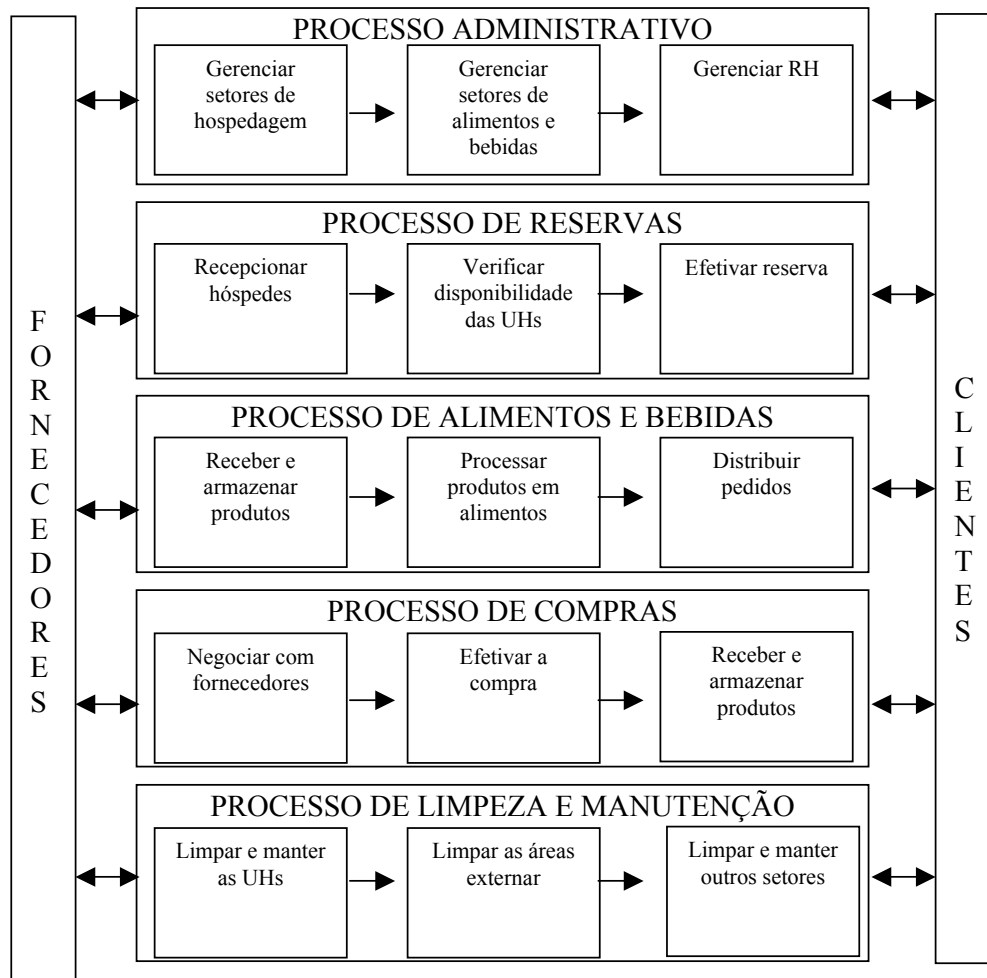 PROCESSO ADMINISTRATIVO
Gerenciar
setores de
hospedagem
Gerenciar
setores de
alimentos e
bebidas
Gerenciar RH
PROCESSO DE RESERVAS
Recepcionar
hóspedes
Verificar
disponibilidade
das UHs
Efetivar reserva
PROCESSO DE ALIMENTOS E BEBIDAS
Receber e
armazenar
produtos
Processar
produtos em
alimentos
Distribuir
pedidos
PROCESSO DE COMPRAS
Negociar com
fornecedores
Efetivar a
compra
Receber e
armazenar
produtos
PROCESSO DE LIMPEZA E MANUTENÇÃO
Limpar e manter
as UHs
Limpar as áreas
externar
Limpar e manter
outros setores
FORNECEDORES
CLIENTES